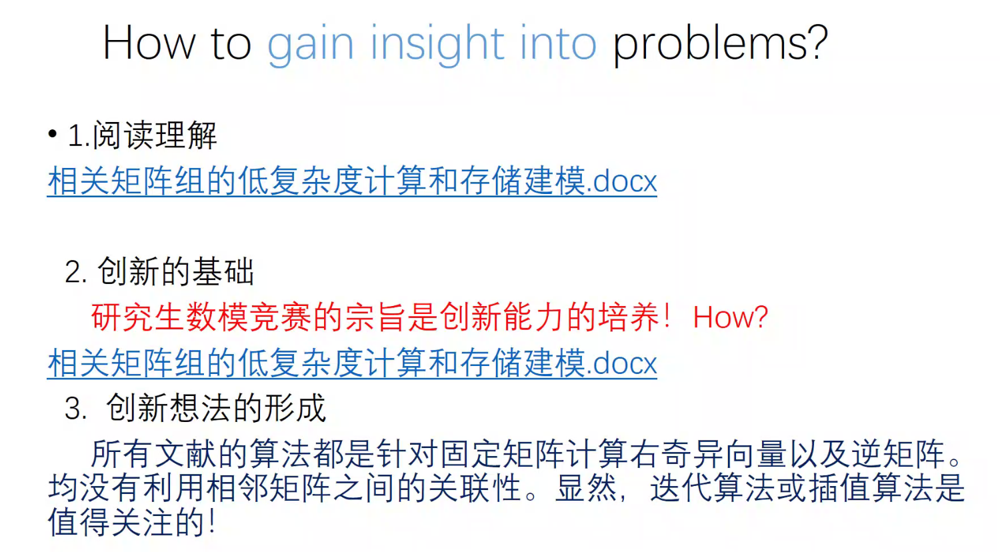 How to gain insight into problems?
• 1.阅读理解
相关矩阵组的低复杂度计算和存储建模.docx
2. 创新的基础
研究生数模竞赛的宗旨是创新能力的培养！How?
相关矩阵组的低复杂度计算和存储建模.docx
3. 创新想法的形成
所有文献的算法都是针对固定矩阵计算右奇异向量以及逆矩阵。
均没有利用相邻矩阵之间的关联性。显然，迭代算法或插值算法是
值得关注的！